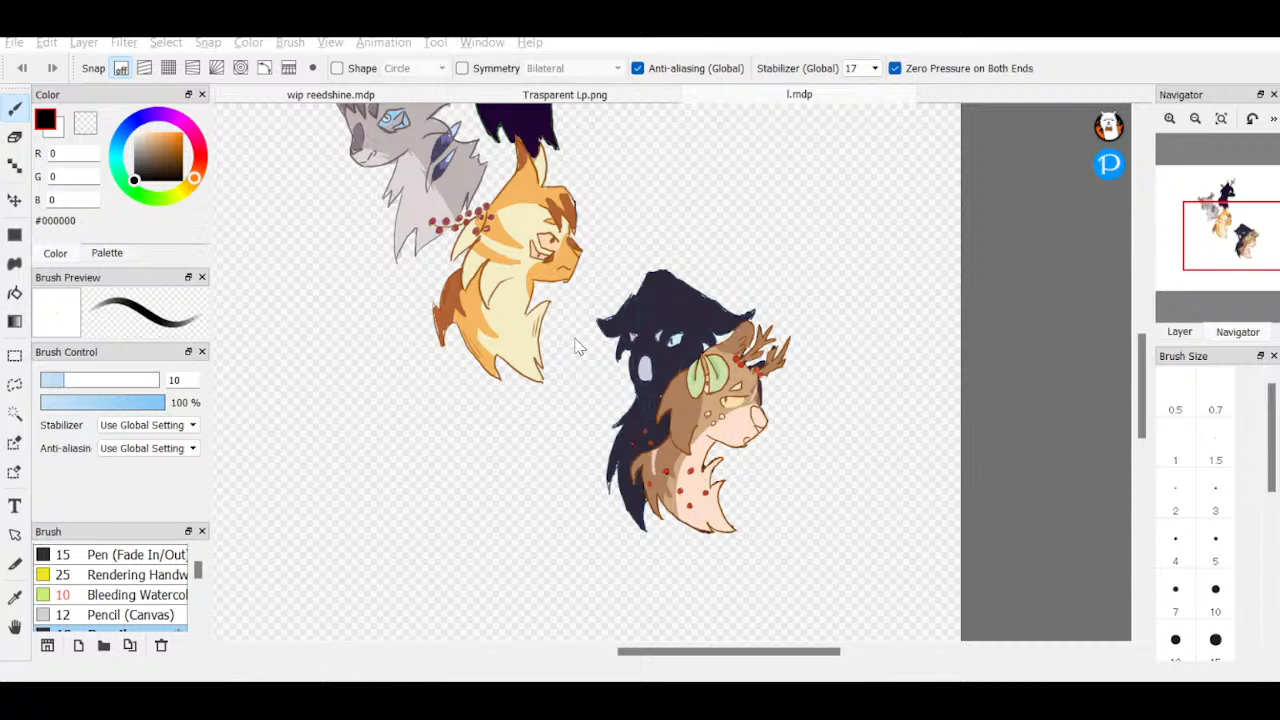 File Edit Layer Filter Select Snap Color Brush View Animation Tool Window Help
Snap Shape Circle Symmetry Bilateral Anti-aliasing (Global) Stabilizer (Global) 17 Zero Pressure on Both Ends
Color wip reedshine.mdp Trasparent Lp.png l.mdp Navigator
R 0
G 0
B 0
#000000
Color Palette
Brush Preview
Layer Navigator
Brush Control
Brush Size
10
100 %
0.5 0.7
Stabilizer Use Global Setting
Anti-aliasin Use Global Setting
1 1.5
2 3
Brush
15 Pen (Fade In/Out)
4 5
25 Rendering Handw
10 Bleeding Watercol
12 Pencil (Canvas)
7 10